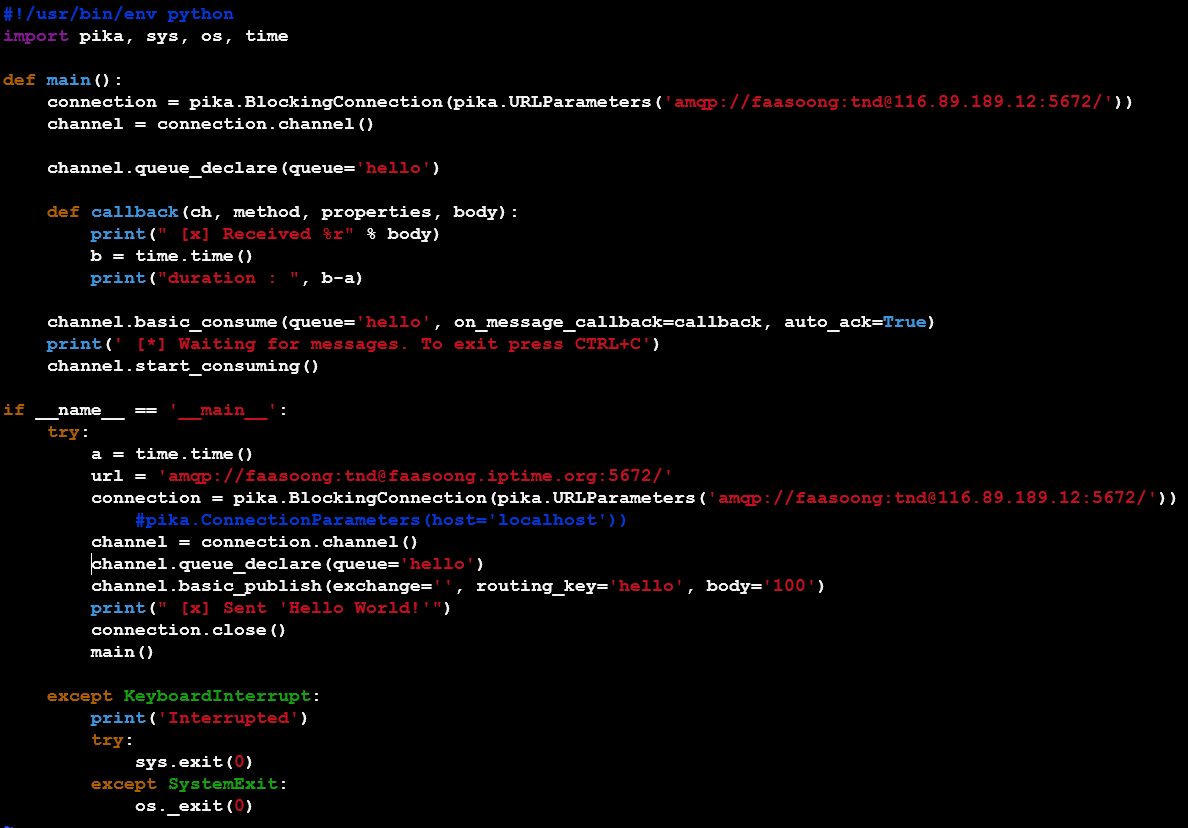 #!/usr/bin/env python
import pika, sys, os, time
def main():
connection = pika.BlockingConnection(pika.URLParameters('amqp://faasoong:tnd@116.89.189.12:5672/'))
channel = connection.channel()
channel.queue_declare(queue='hello')
def callback(ch, method, properties, body):
print(" [x] Received %r" % body)
b = time.time()
print("duration : ", b-a)
channel.basic_consume(queue='hello', on_message_callback=callback, auto_ack=True)
print(' [*] Waiting for messages. To exit press CTRL+C')
channel.start_consuming()
if __name__ == '__main__':
try:
a = time.time()
url = 'amqp://faasoong:tnd@faasoong.iptime.org:5672/'
connection = pika.BlockingConnection(pika.URLParameters('amqp://faasoong:tnd@116.89.189.12:5672/'))
#pika.ConnectionParameters(host='localhost'))
channel = connection.channel()
channel.queue_declare(queue='hello')
channel.basic_publish(exchange='', routing_key='hello', body='100')
print(" [x] Sent 'Hello World!'")
connection.close()
main()
except KeyboardInterrupt:
print('Interrupted')
try:
sys.exit(0)
except SystemExit:
os._exit(0)